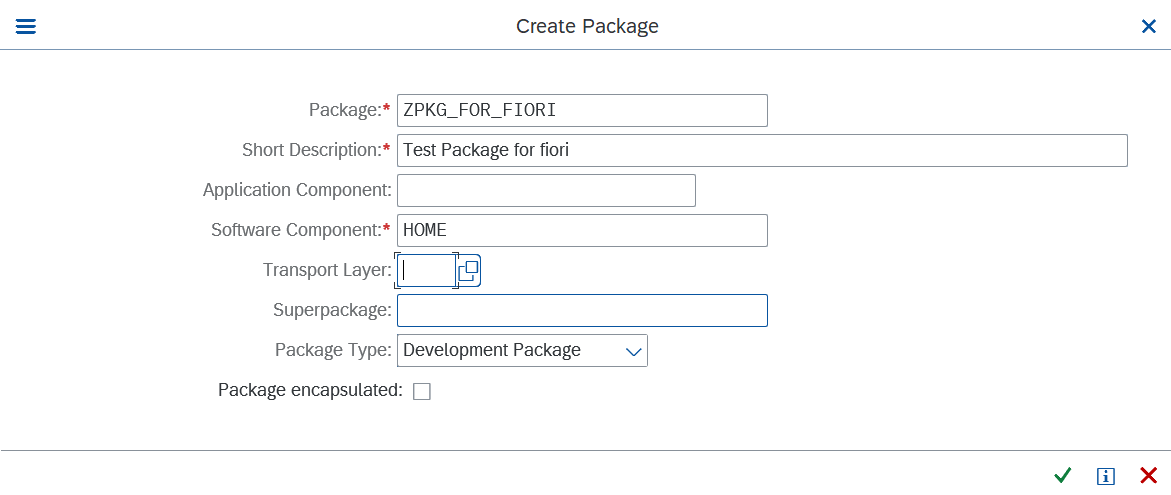 Create Package
Package:* ZPKG_FOR_FIORI
Short Description:* Test Package for fiori
Application Component:
Software Component:* HOME
Transport Layer:
Superpackage:
Package Type: Development Package
Package encapsulated: